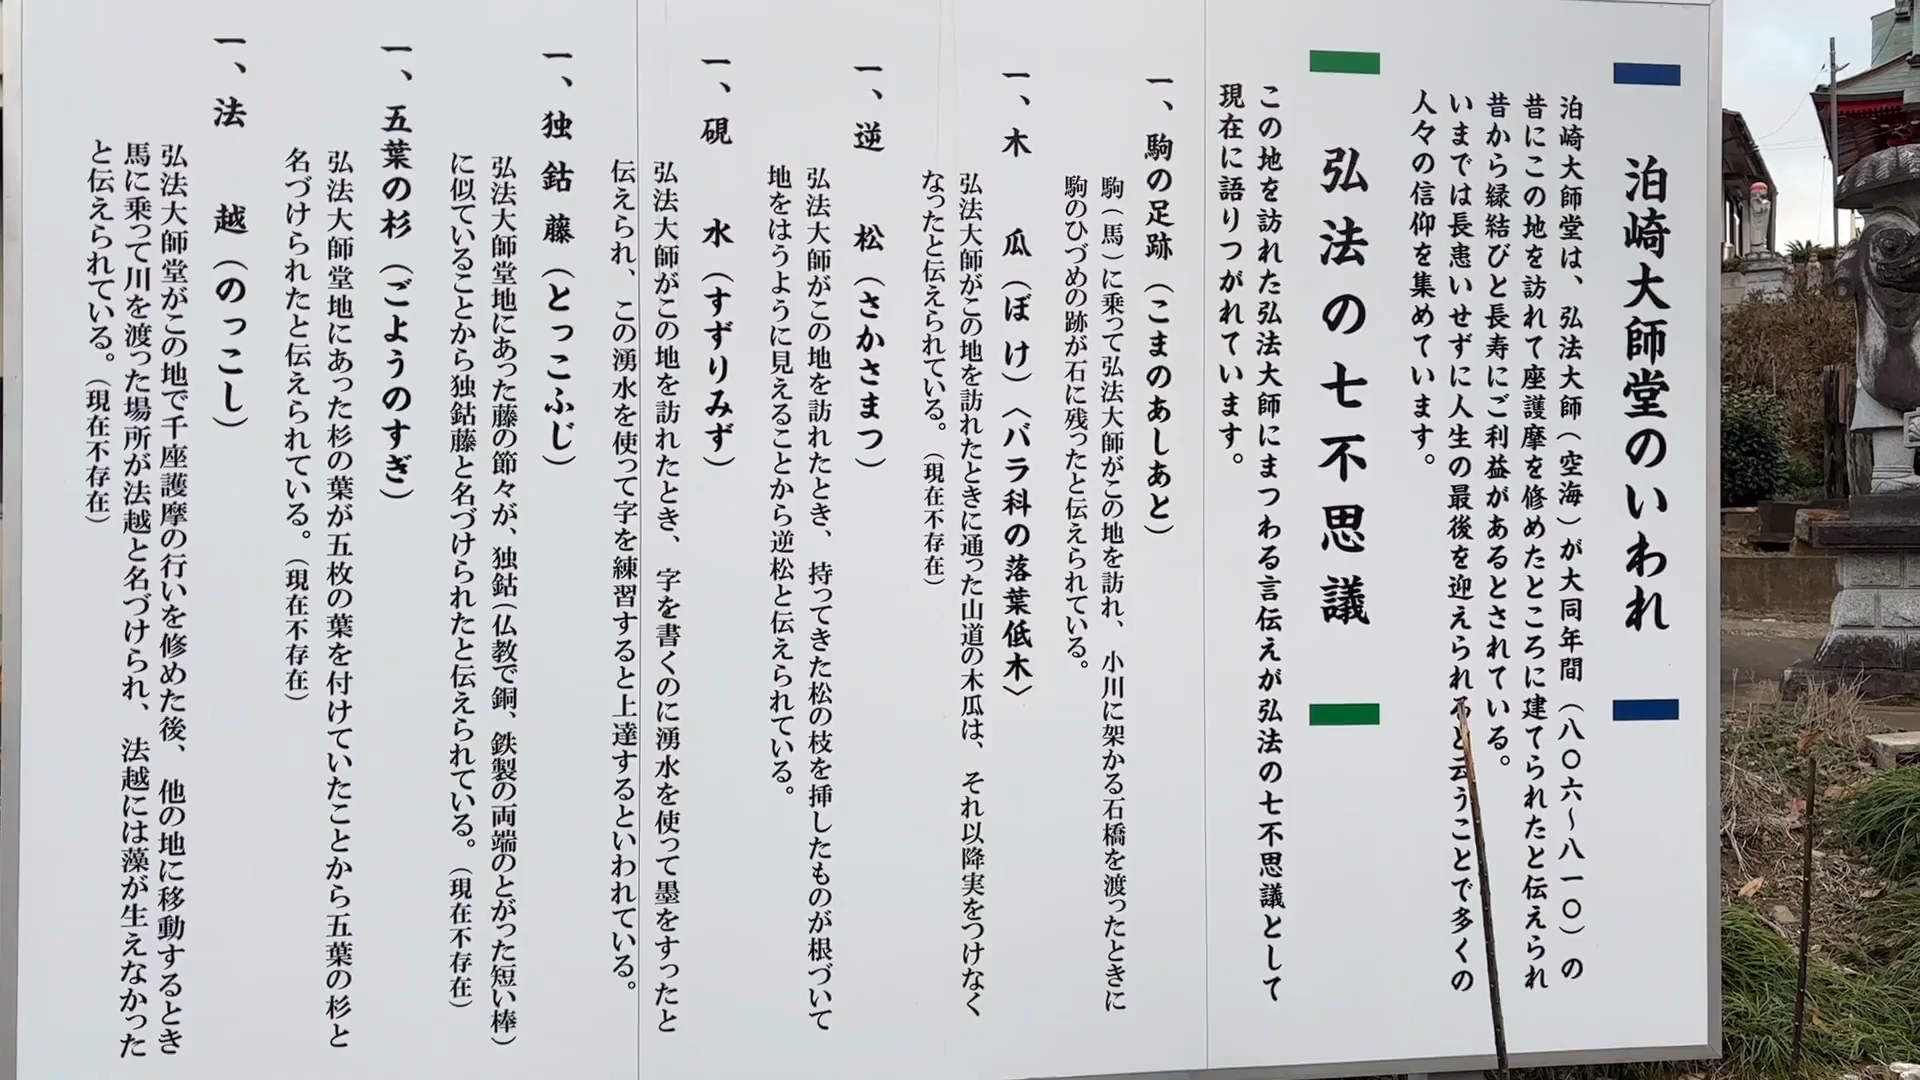 泊崎大師堂のいわれ
泊崎大師堂は、弘法大師（空海）が大同年間（八〇六〜八一〇）の
昔にこの地を訪れて座護摩を修めたところに建てられたと伝えられ
昔から縁結びと長寿にご利益があるとされている。
いまでは長患いせずに人生の最後を迎えられると云うことで多くの
人々の信仰を集めています。
弘法の七不思議
この地を訪れた弘法大師にまつわる言伝えが弘法の七不思議として
現在に語りつがれています。
一、駒の足跡（こまのあしあと）
駒（馬）に乗って弘法大師がこの地を訪れ、小川に架かる石橋を渡ったときに
駒のひづめの跡が石に残ったと伝えられている。
一、木瓜（ぼけ）〈バラ科の落葉低木〉
弘法大師がこの地を訪れたときに通った山道の木瓜は、それ以降実をつけなく
なったと伝えられている。（現在不存在）
一、逆松（さかさまつ）
弘法大師がこの地を訪れたとき、持ってきた松の枝を挿したものが根づいて
地をはうように見えることから逆松と伝えられている。
一、硯水（すずりみず）
弘法大師がこの地を訪れたとき、字を書くのに湧水を使って墨をすったと
伝えられ、この湧水を使って字を練習すると上達するといわれている。
一、独鈷藤（とっこふじ）
弘法大師堂地にあった藤の節々が、独鈷（仏教で銅、鉄製の両端のとがった短い棒）
に似ていることから独鈷藤と名づけられたと伝えられている。（現在不存在）
一、五葉の杉（ごようのすぎ）
弘法大師堂地にあった杉の葉が五枚の葉を付けていたことから五葉の杉と
名づけられたと伝えられている。（現在不存在）
一、法越（のっこし）
弘法大師堂がこの地で千座護摩の行いを修めた後、他の地に移動するとき
馬に乗って川を渡った場所が法越と名づけられ、法越には藻が生えなかった
と伝えられている。（現在不存在）